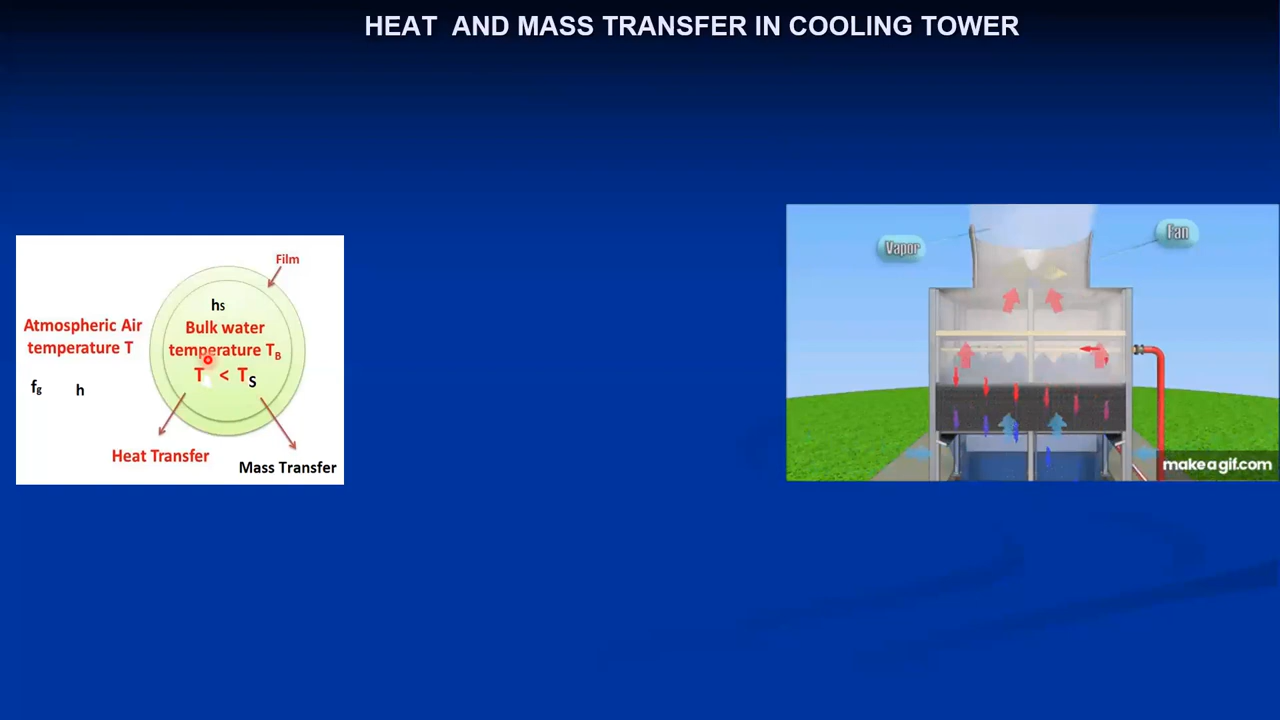 HEAT AND MASS TRANSFER IN COOLING TOWER
Film
hs
Bulk water
temperature TB
T < TS
Atmospheric Air
temperature T
fg h
Heat Transfer
Mass Transfer
Vapor
Fan
makeagif.com